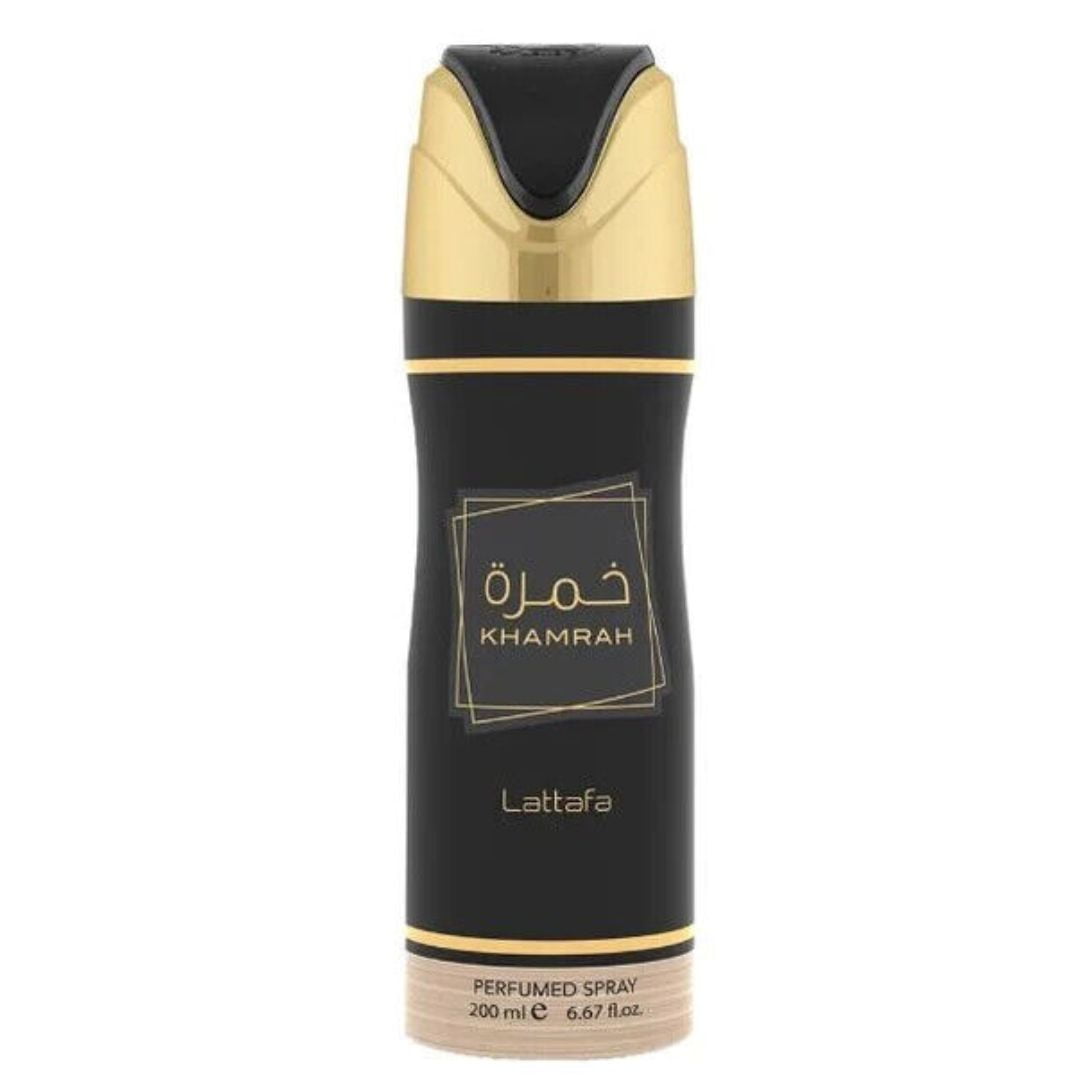 خمرة
KHAMRAH
Lattafa
PERFUMED SPRAY
200 ml e 6.67 fl.oz.